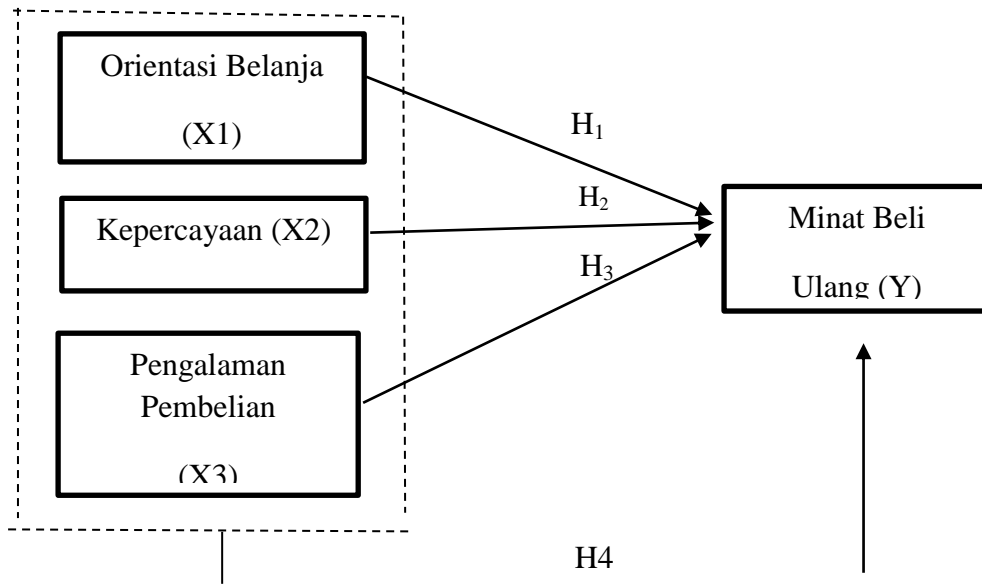 Orientasi Belanja
(X1)
H1
Kepercayaan (X2)
H2
Minat Beli
Ulang (Y)
H3
Pengalaman
Pembelian
(X3)
H4